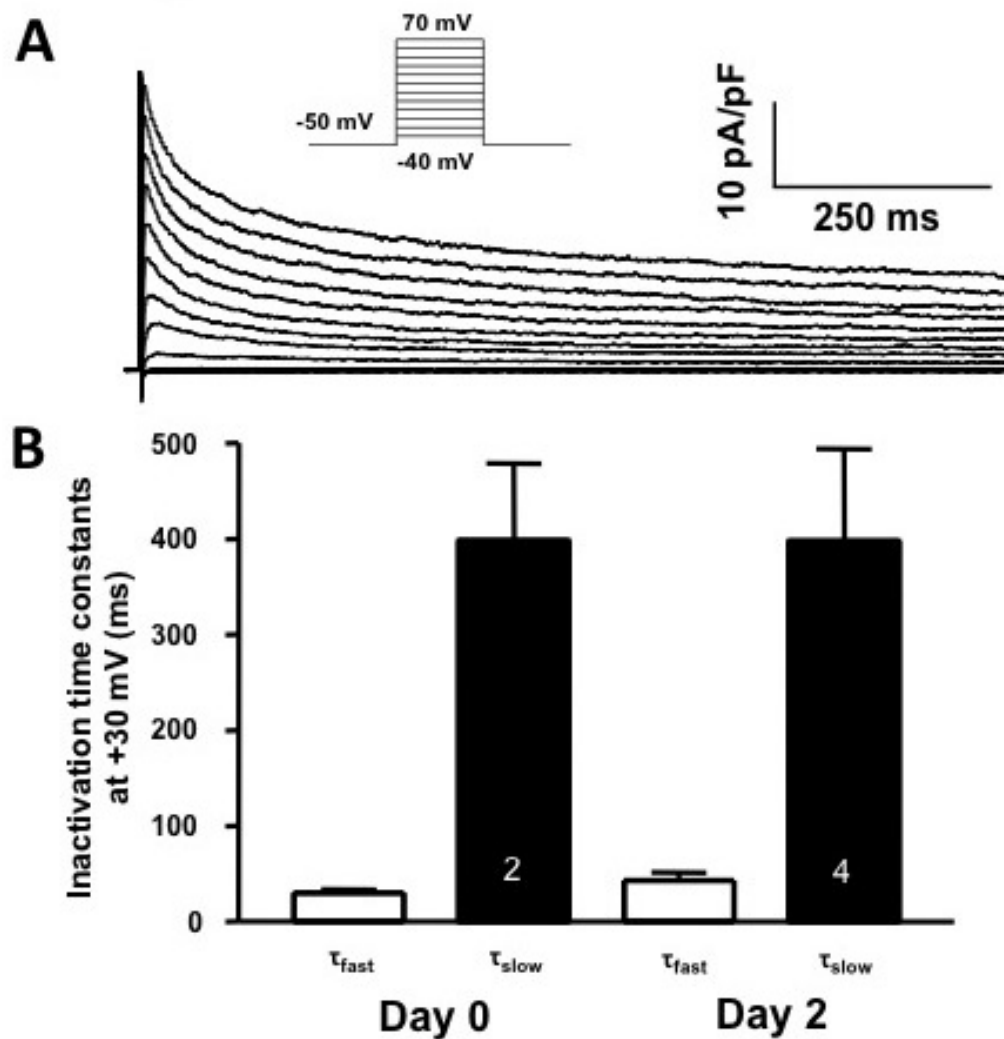 A
70 mV
-50 mV
-40 mV
10 pA/pF
250 ms
B
Inactivation time constants
at +30 mV (ms)
500
400
300
200
100
0
2
4
τfast
τslow
τfast
τslow
Day 0
Day 2